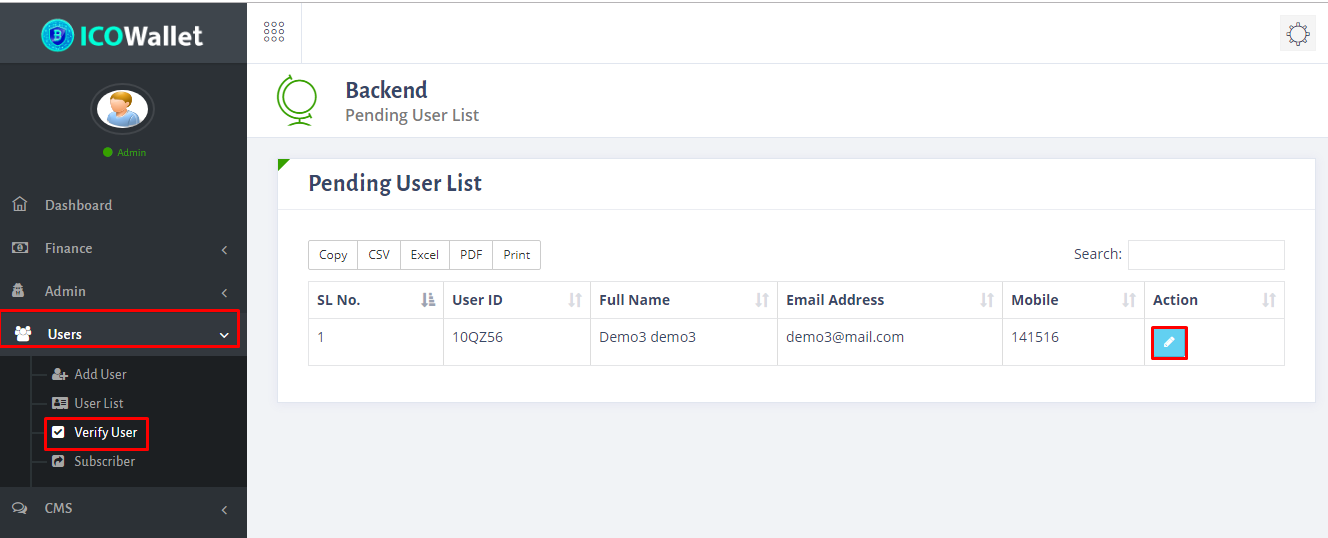 ICOWallet
Admin
Dashboard
Finance
Admin
Users
Add User
User List
Verify User
Subscriber
CMS
Backend
Pending User List
Pending User List
Copy CSV Excel PDF Print Search:
SL No. User ID Full Name Email Address Mobile Action
1 10QZ56 Demo3 demo3 demo3@mail.com 141516